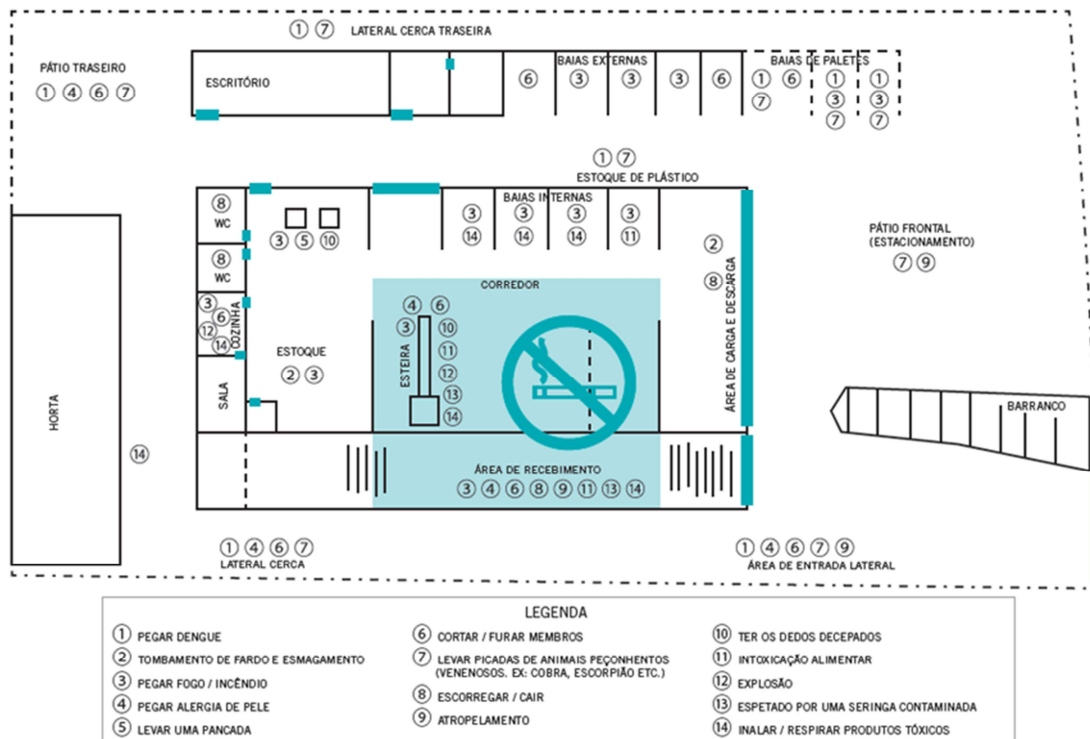 ① ⑦ LATERAL CERCA TRASEIRA
PÁTIO TRASEIRO
① ④ ⑥ ⑦
ESCRITÓRIO
BAIAS EXTERNAS
⑥ ③ ③ ③ ⑥
BAIAS DE PALETES
① ⑥ ① ①
⑦ ③ ③
⑦ ⑦
① ⑦
ESTOQUE DE PLÁSTICO
BAIAS INTERNAS
③ ③ ③ ③
⑭ ⑭ ⑭ ⑪
⑧
WC
⑧
WC
③ ⑤ ⑩
③
⑥
⑫
⑭
COZINHA
SALA
ESTOQUE
② ③
CORREDOR
④ ⑥
③ ⑩
⑪
⑫
⑬
⑭
ESTEIRA
②
⑧
ÁREA DE CARGA E DESCARGA
PÁTIO FRONTAL
(ESTACIONAMENTO)
⑦ ⑨
BARRANCO
HORTA
⑭
ÁREA DE RECEBIMENTO
③ ④ ⑥ ⑧ ⑨ ⑪ ⑬ ⑭
① ④ ⑥ ⑦
LATERAL CERCA
① ④ ⑥ ⑦ ⑨
ÁREA DE ENTRADA LATERAL
LEGENDA
① PEGAR DENGUE
② TOMBAMENTO DE FARDO E ESMAGAMENTO
③ PEGAR FOGO / INCÊNDIO
④ PEGAR ALERGIA DE PELE
⑤ LEVAR UMA PANCADA
⑥ CORTAR / FURAR MEMBROS
⑦ LEVAR PICADAS DE ANIMAIS PEÇONHENTOS
(VENENOSOS. EX: COBRA, ESCORPIÃO ETC.)
⑧ ESCORREGAR / CAIR
⑨ ATROPELAMENTO
⑩ TER OS DEDOS DECEPADOS
⑪ INTOXICAÇÃO ALIMENTAR
⑫ EXPLOSÃO
⑬ ESPETADO POR UMA SERINGA CONTAMINADA
⑭ INALAR / RESPIRAR PRODUTOS TÓXICOS